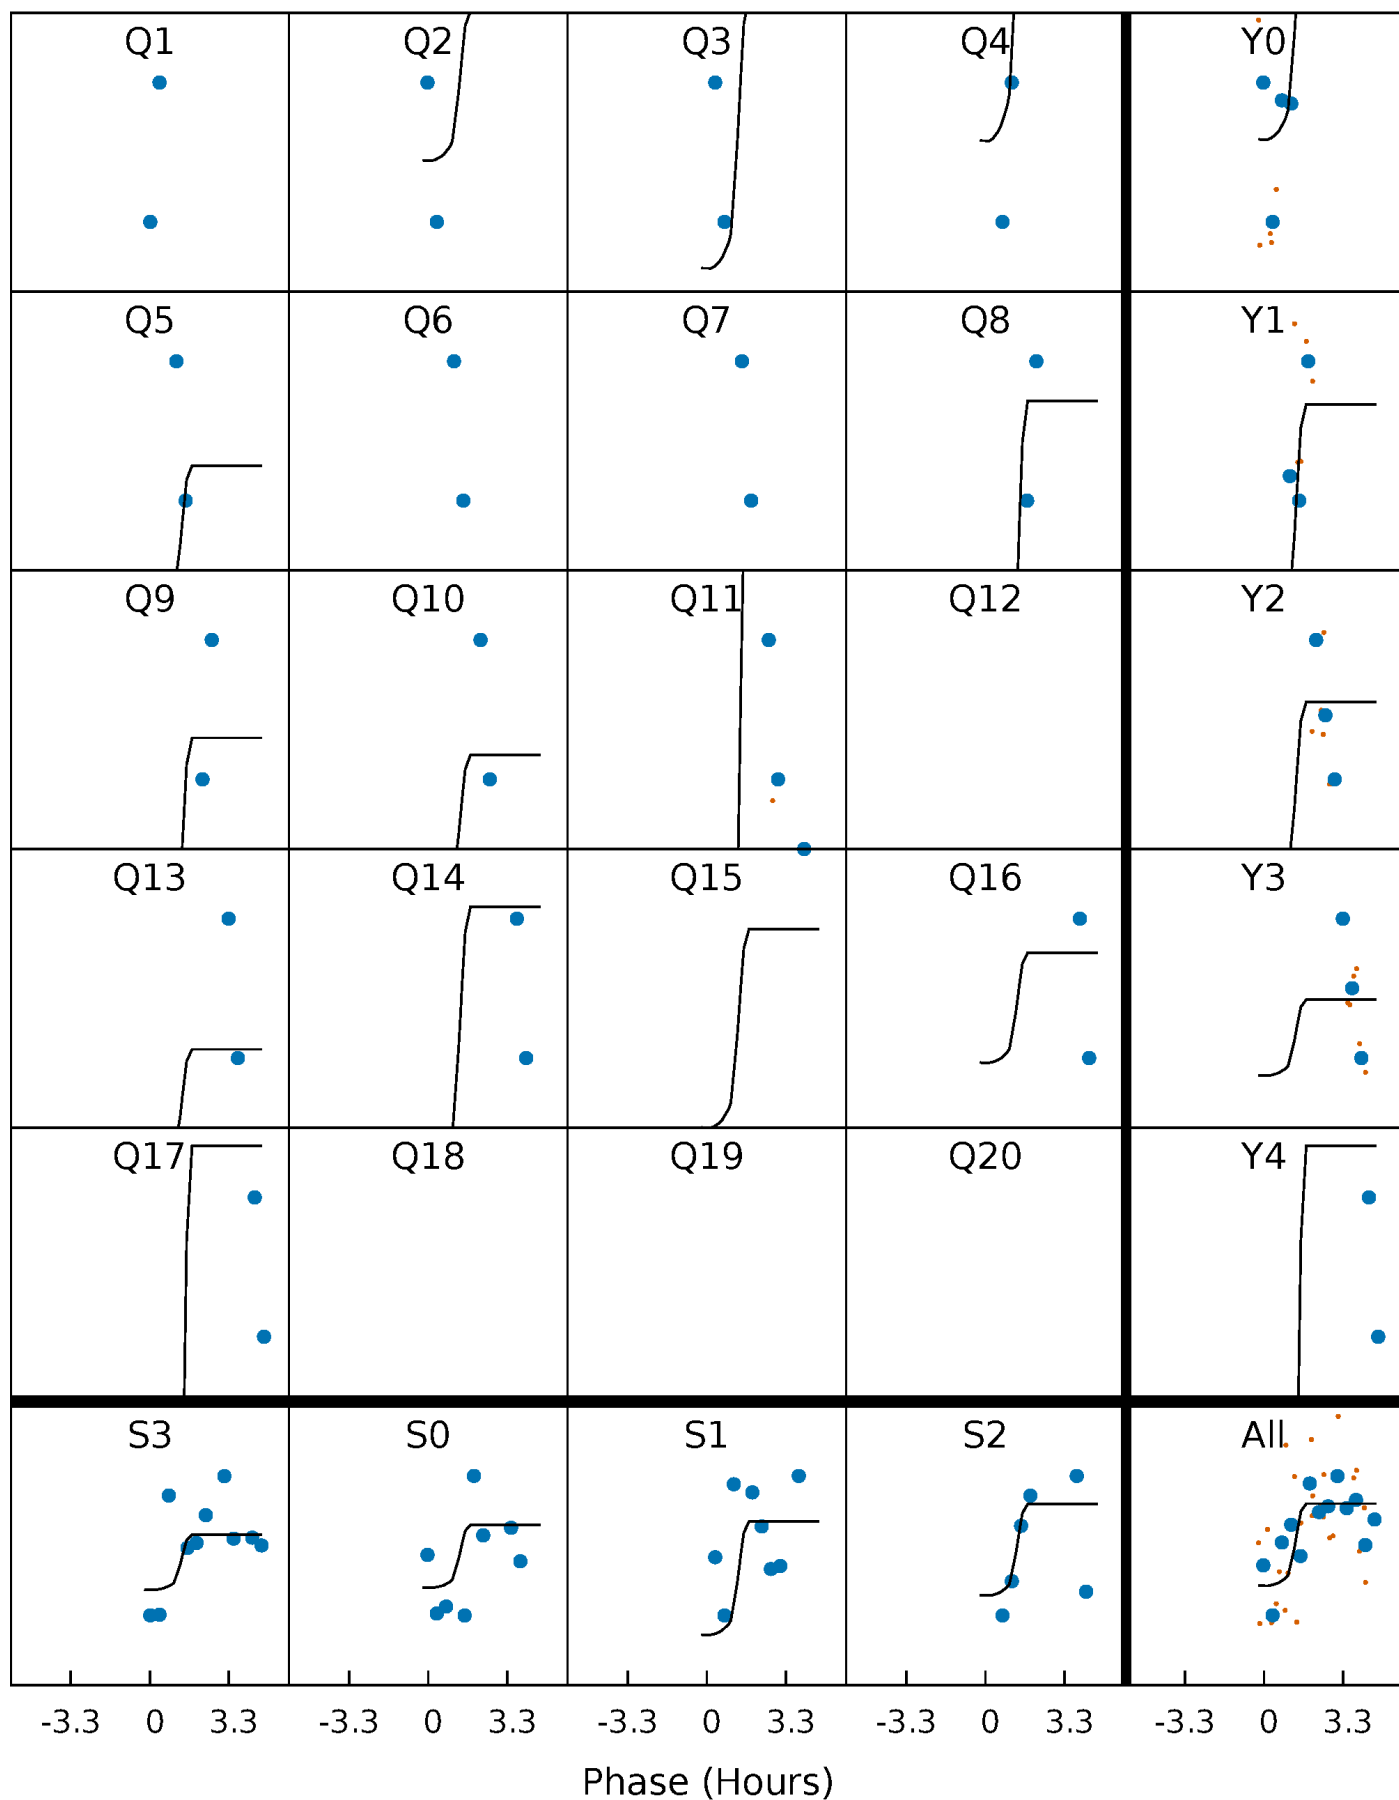 Q1 Q2 Q3 Q4 Y0
Q5 Q6 Q7 Q8 Y1
Q9 Q10 Q11 Q12 Y2
Q13 Q14 Q15 Q16 Y3
Q17 Q18 Q19 Q20 Y4
S3 S0 S1 S2 All
-3.3 0 3.3 -3.3 0 3.3 -3.3 0 3.3 -3.3 0 3.3 -3.3 0 3.3
Phase (Hours)